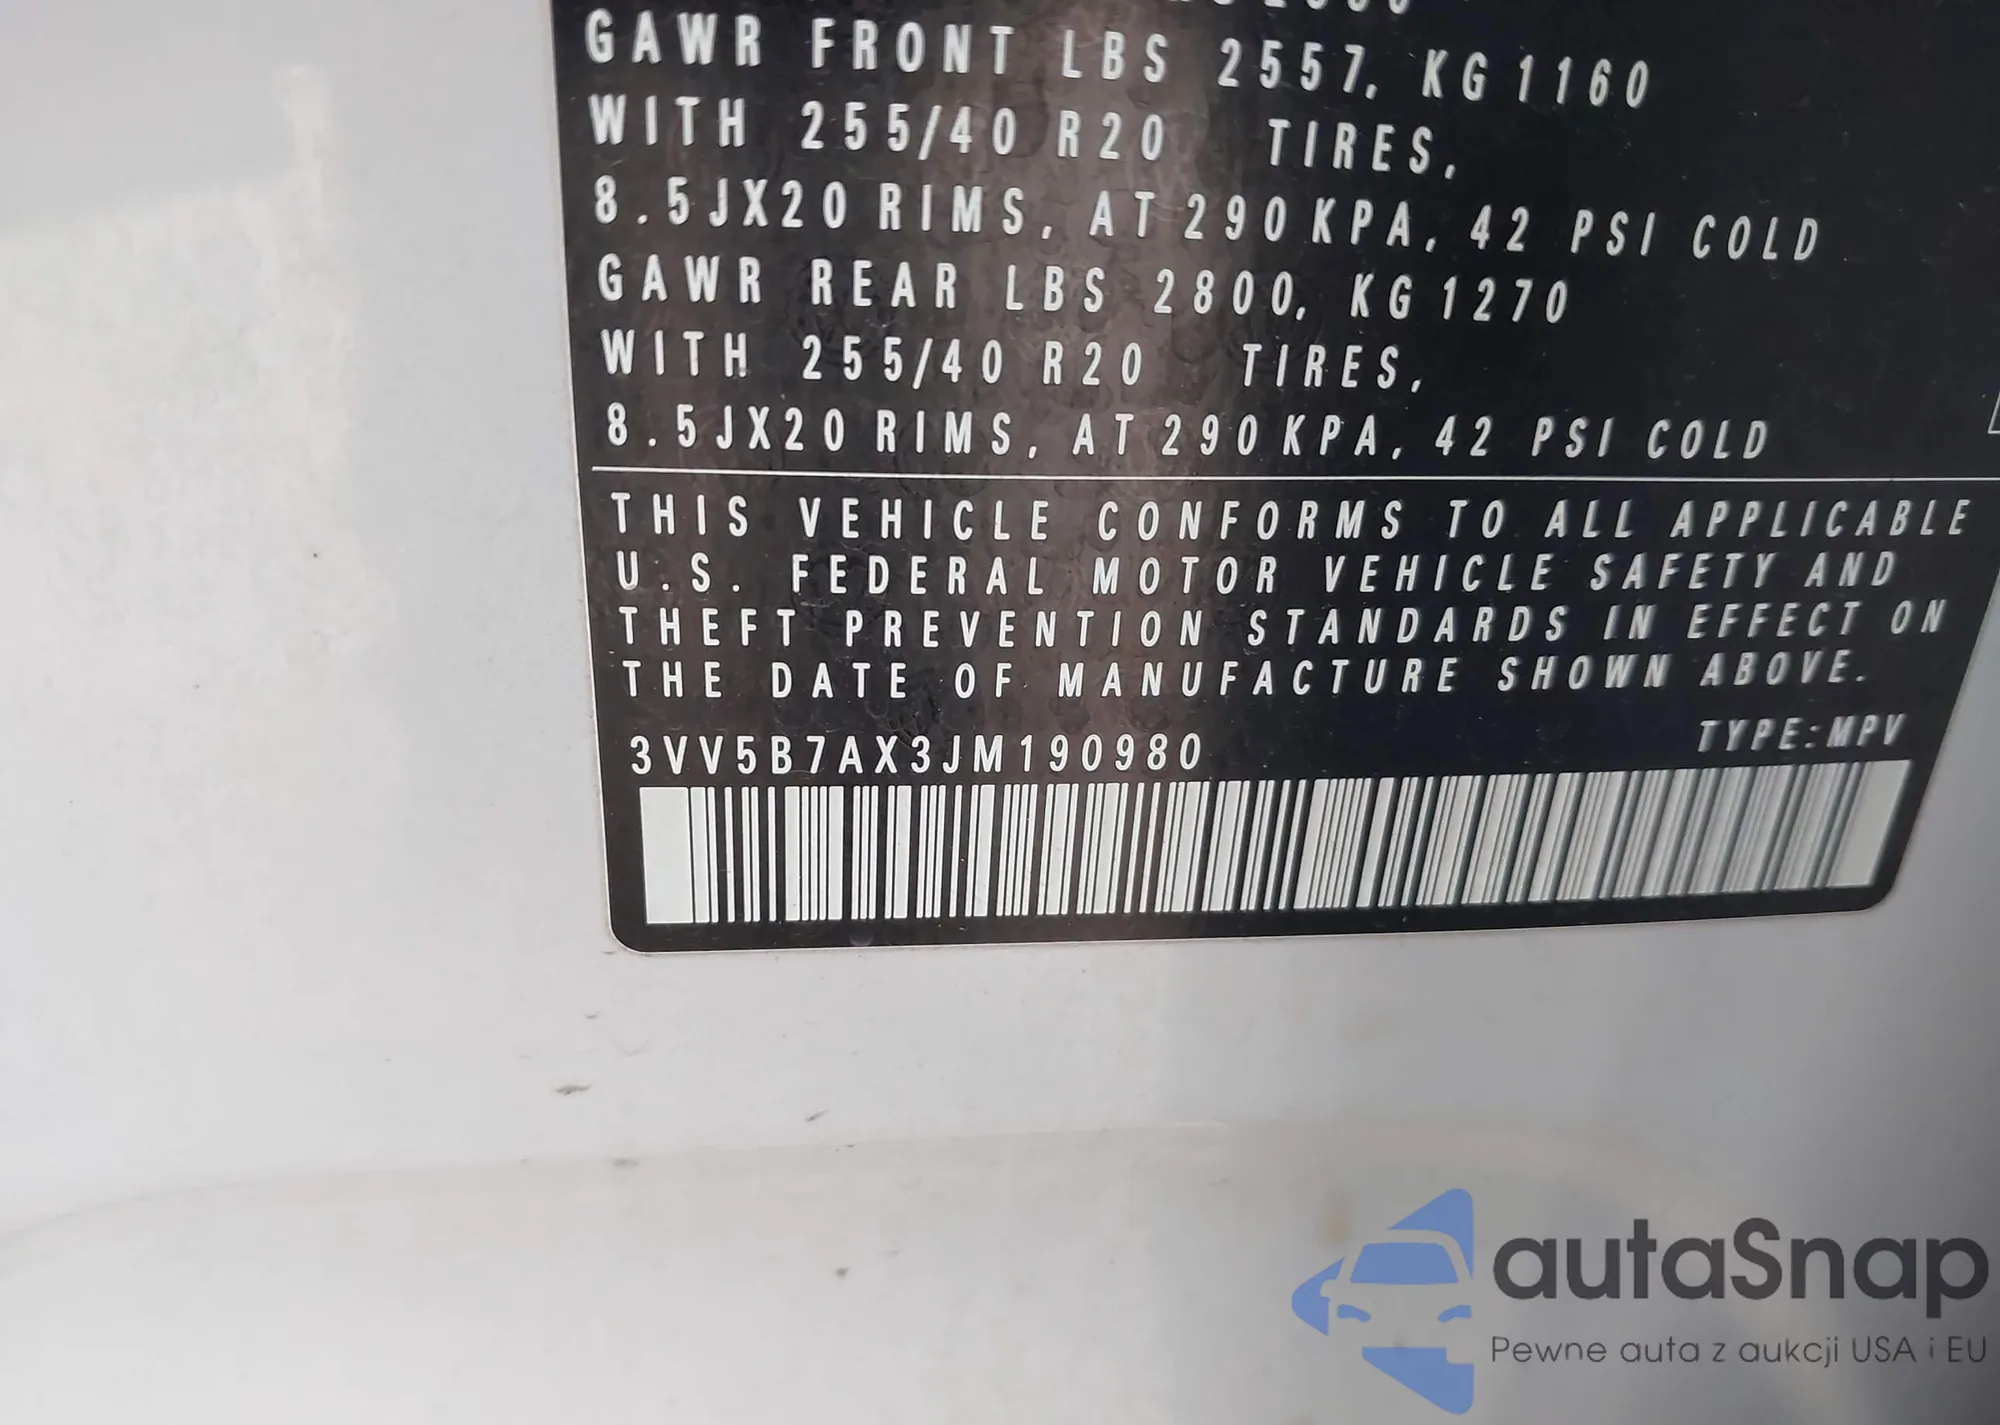 GAWR FRONT LBS 2557, KG 1160
WITH 255/40 R20 TIRES,
8.5JX20 RIMS, AT 290 KPA, 42 PSI COLD
GAWR REAR LBS 2800, KG 1270
WITH 255/40 R20 TIRES,
8.5JX20 RIMS, AT 290 KPA, 42 PSI COLD
THIS VEHICLE CONFORMS TO ALL APPLICABLE
U.S. FEDERAL MOTOR VEHICLE SAFETY AND
THEFT PREVENTION STANDARDS IN EFFECT ON
THE DATE OF MANUFACTURE SHOWN ABOVE.
3VV5B7AX3JM190980 TYPE:MPV
autaSnap
Pewne auta z aukcji USA i EU